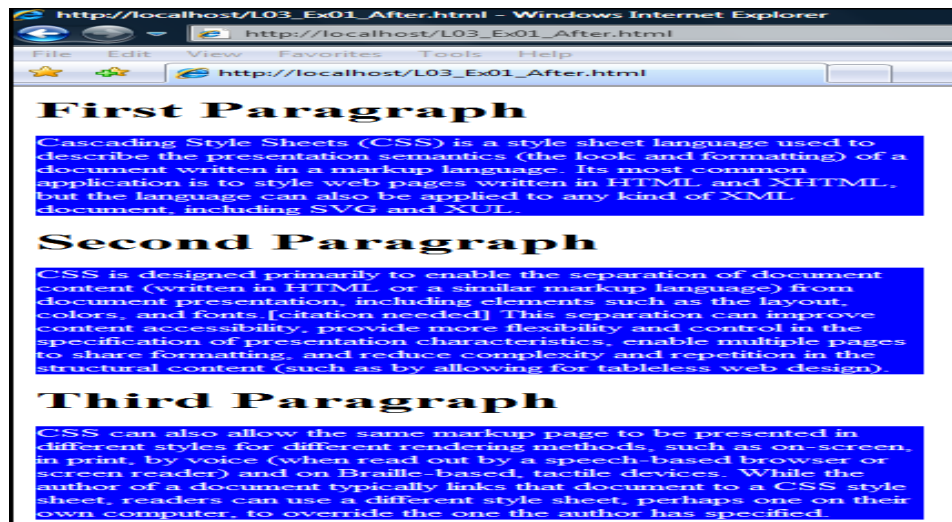 http://localhost/L03_Ex01_After.html - Windows Internet Explorer
http://localhost/L03_Ex01_After.html
File Edit View Favorites Tools Help
http://localhost/L03_Ex01_After.html
First Paragraph
Cascading Style Sheets (CSS) is a style sheet language used to
describe the presentation semantics (the look and formatting) of a
document written in a markup language. Its most common
application is to style web pages written in HTML and XHTML,
but the language can also be applied to any kind of XML
document, including SVG and XUL.
Second Paragraph
CSS is designed primarily to enable the separation of document
content (written in HTML or a similar markup language) from
document presentation, including elements such as the layout,
colors, and fonts.[citation needed] This separation can improve
content accessibility, provide more flexibility and control in the
specification of presentation characteristics, enable multiple pages
to share formatting, and reduce complexity and repetition in the
structural content (such as by allowing for tableless web design).
Third Paragraph
CSS can also allow the same markup page to be presented in
different styles for different rendering methods, such as on-screen,
in print, by voice (when read out by a speech-based browser or
screen reader) and on Braille-based, tactile devices. While the
author of a document typically links that document to a CSS style
sheet, readers can use a different style sheet, perhaps one on their
own computer, to override the one the author has specified.